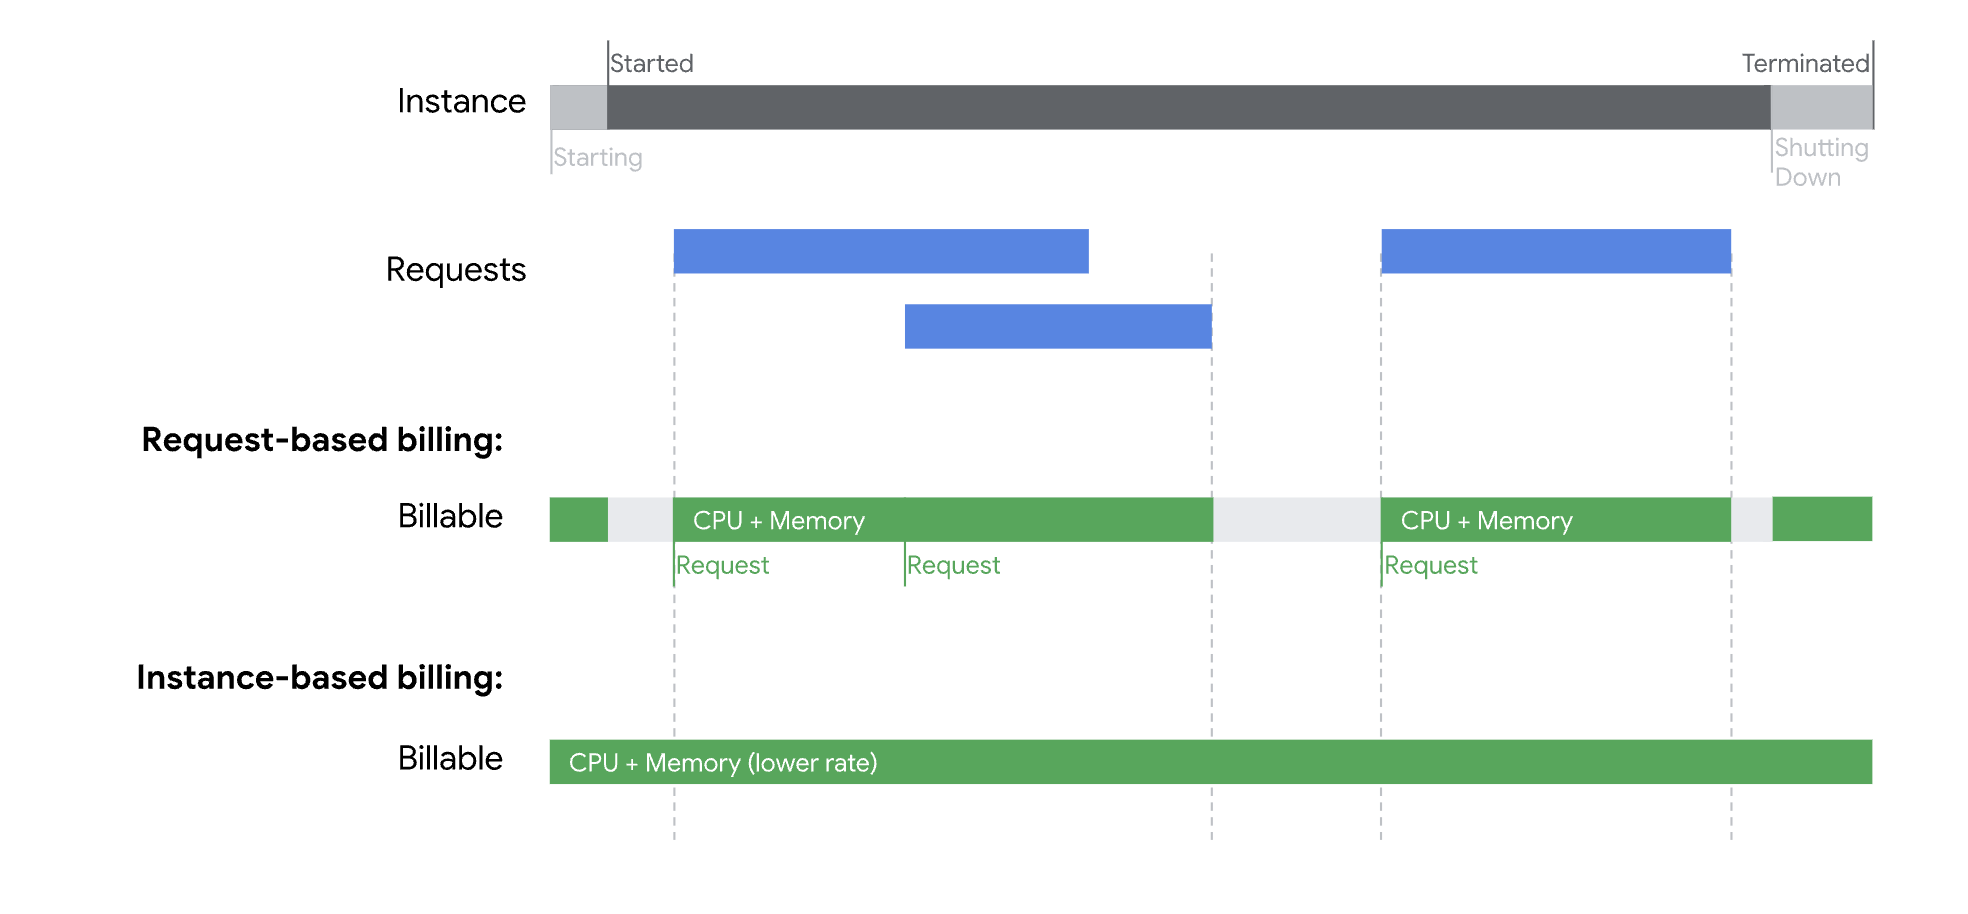 Started
Terminated
Instance
Starting
Shutting
Down
Requests
Request-based billing:
Billable
CPU + Memory
CPU + Memory
Request
Request
Request
Instance-based billing:
Billable
CPU + Memory (lower rate)